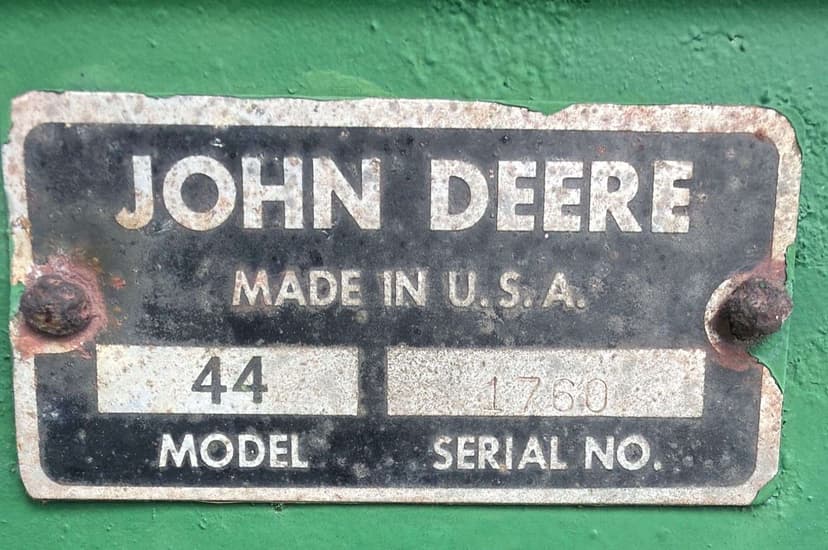 JOHN DEERE
MADE IN U.S.A.
44 1760
MODEL SERIAL NO.